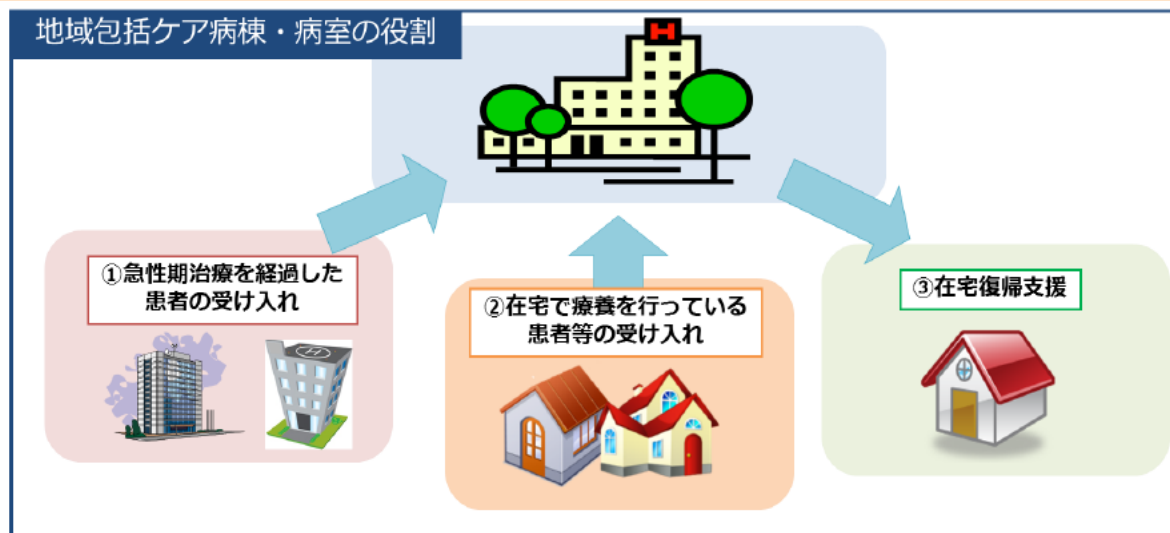 地域包括ケア病棟・病室の役割
H
①急性期治療を経過した
患者の受け入れ
H
②在宅で療養を行っている
患者等の受け入れ
③在宅復帰支援